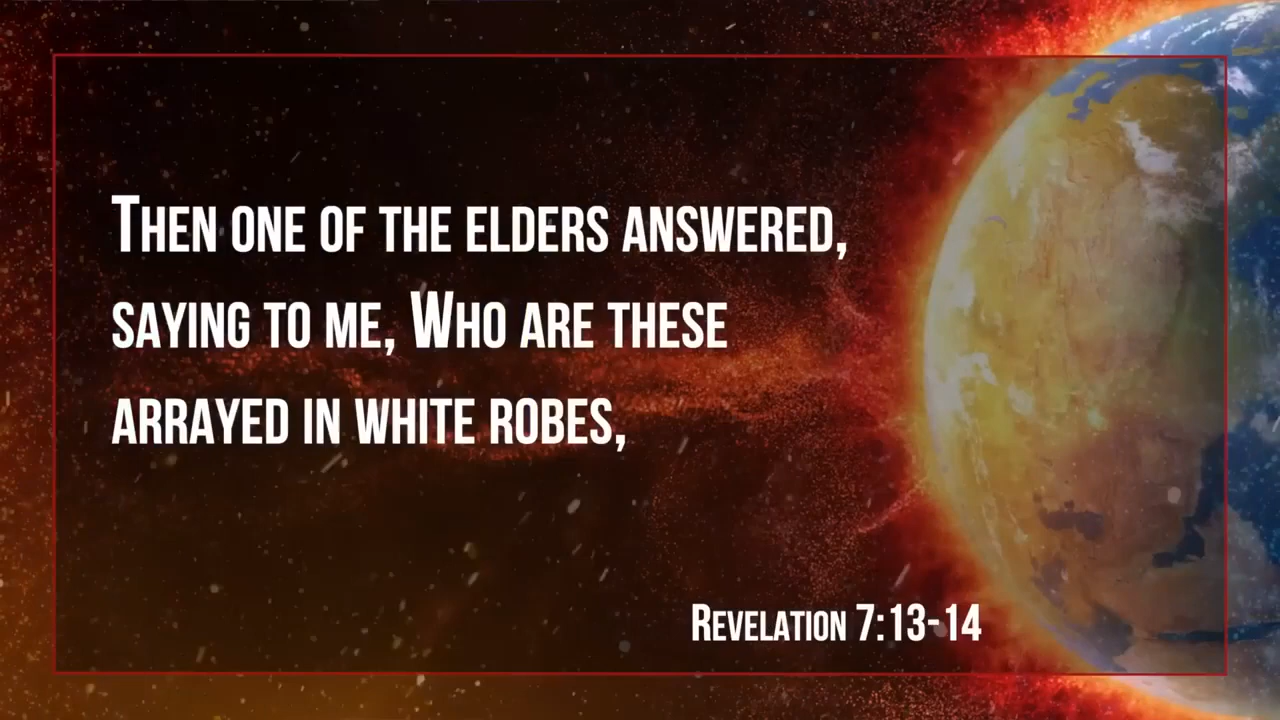 Then one of the elders answered,
saying to me, Who are these
arrayed in white robes,
Revelation 7:13-14